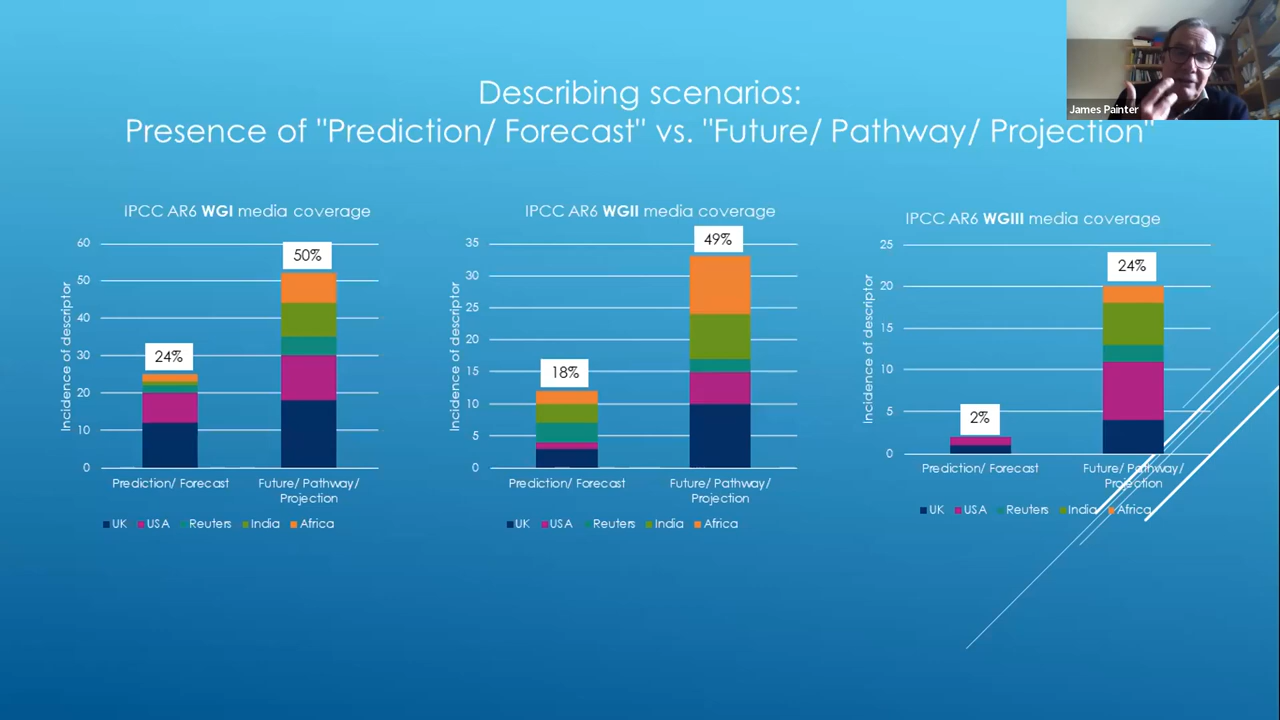 James Painter
Describing scenarios:
Presence of "Prediction/ Forecast" vs. "Future/ Pathway/ Projection"
IPCC AR6 WGI media coverage
Incidence of descriptor
60
50
40
30
20
10
0
24%
50%
Prediction/ Forecast
Future/ Pathway/
Projection
UK USA Reuters India Africa
IPCC AR6 WGII media coverage
Incidence of descriptor
35
30
25
20
15
10
5
0
18%
49%
Prediction/ Forecast
Future/ Pathway/
Projection
UK USA Reuters India Africa
IPCC AR6 WGIII media coverage
Incidence of descriptor
25
20
15
10
5
0
2%
24%
Prediction/ Forecast
Future/ Pathway/
Projection
UK USA Reuters India Africa